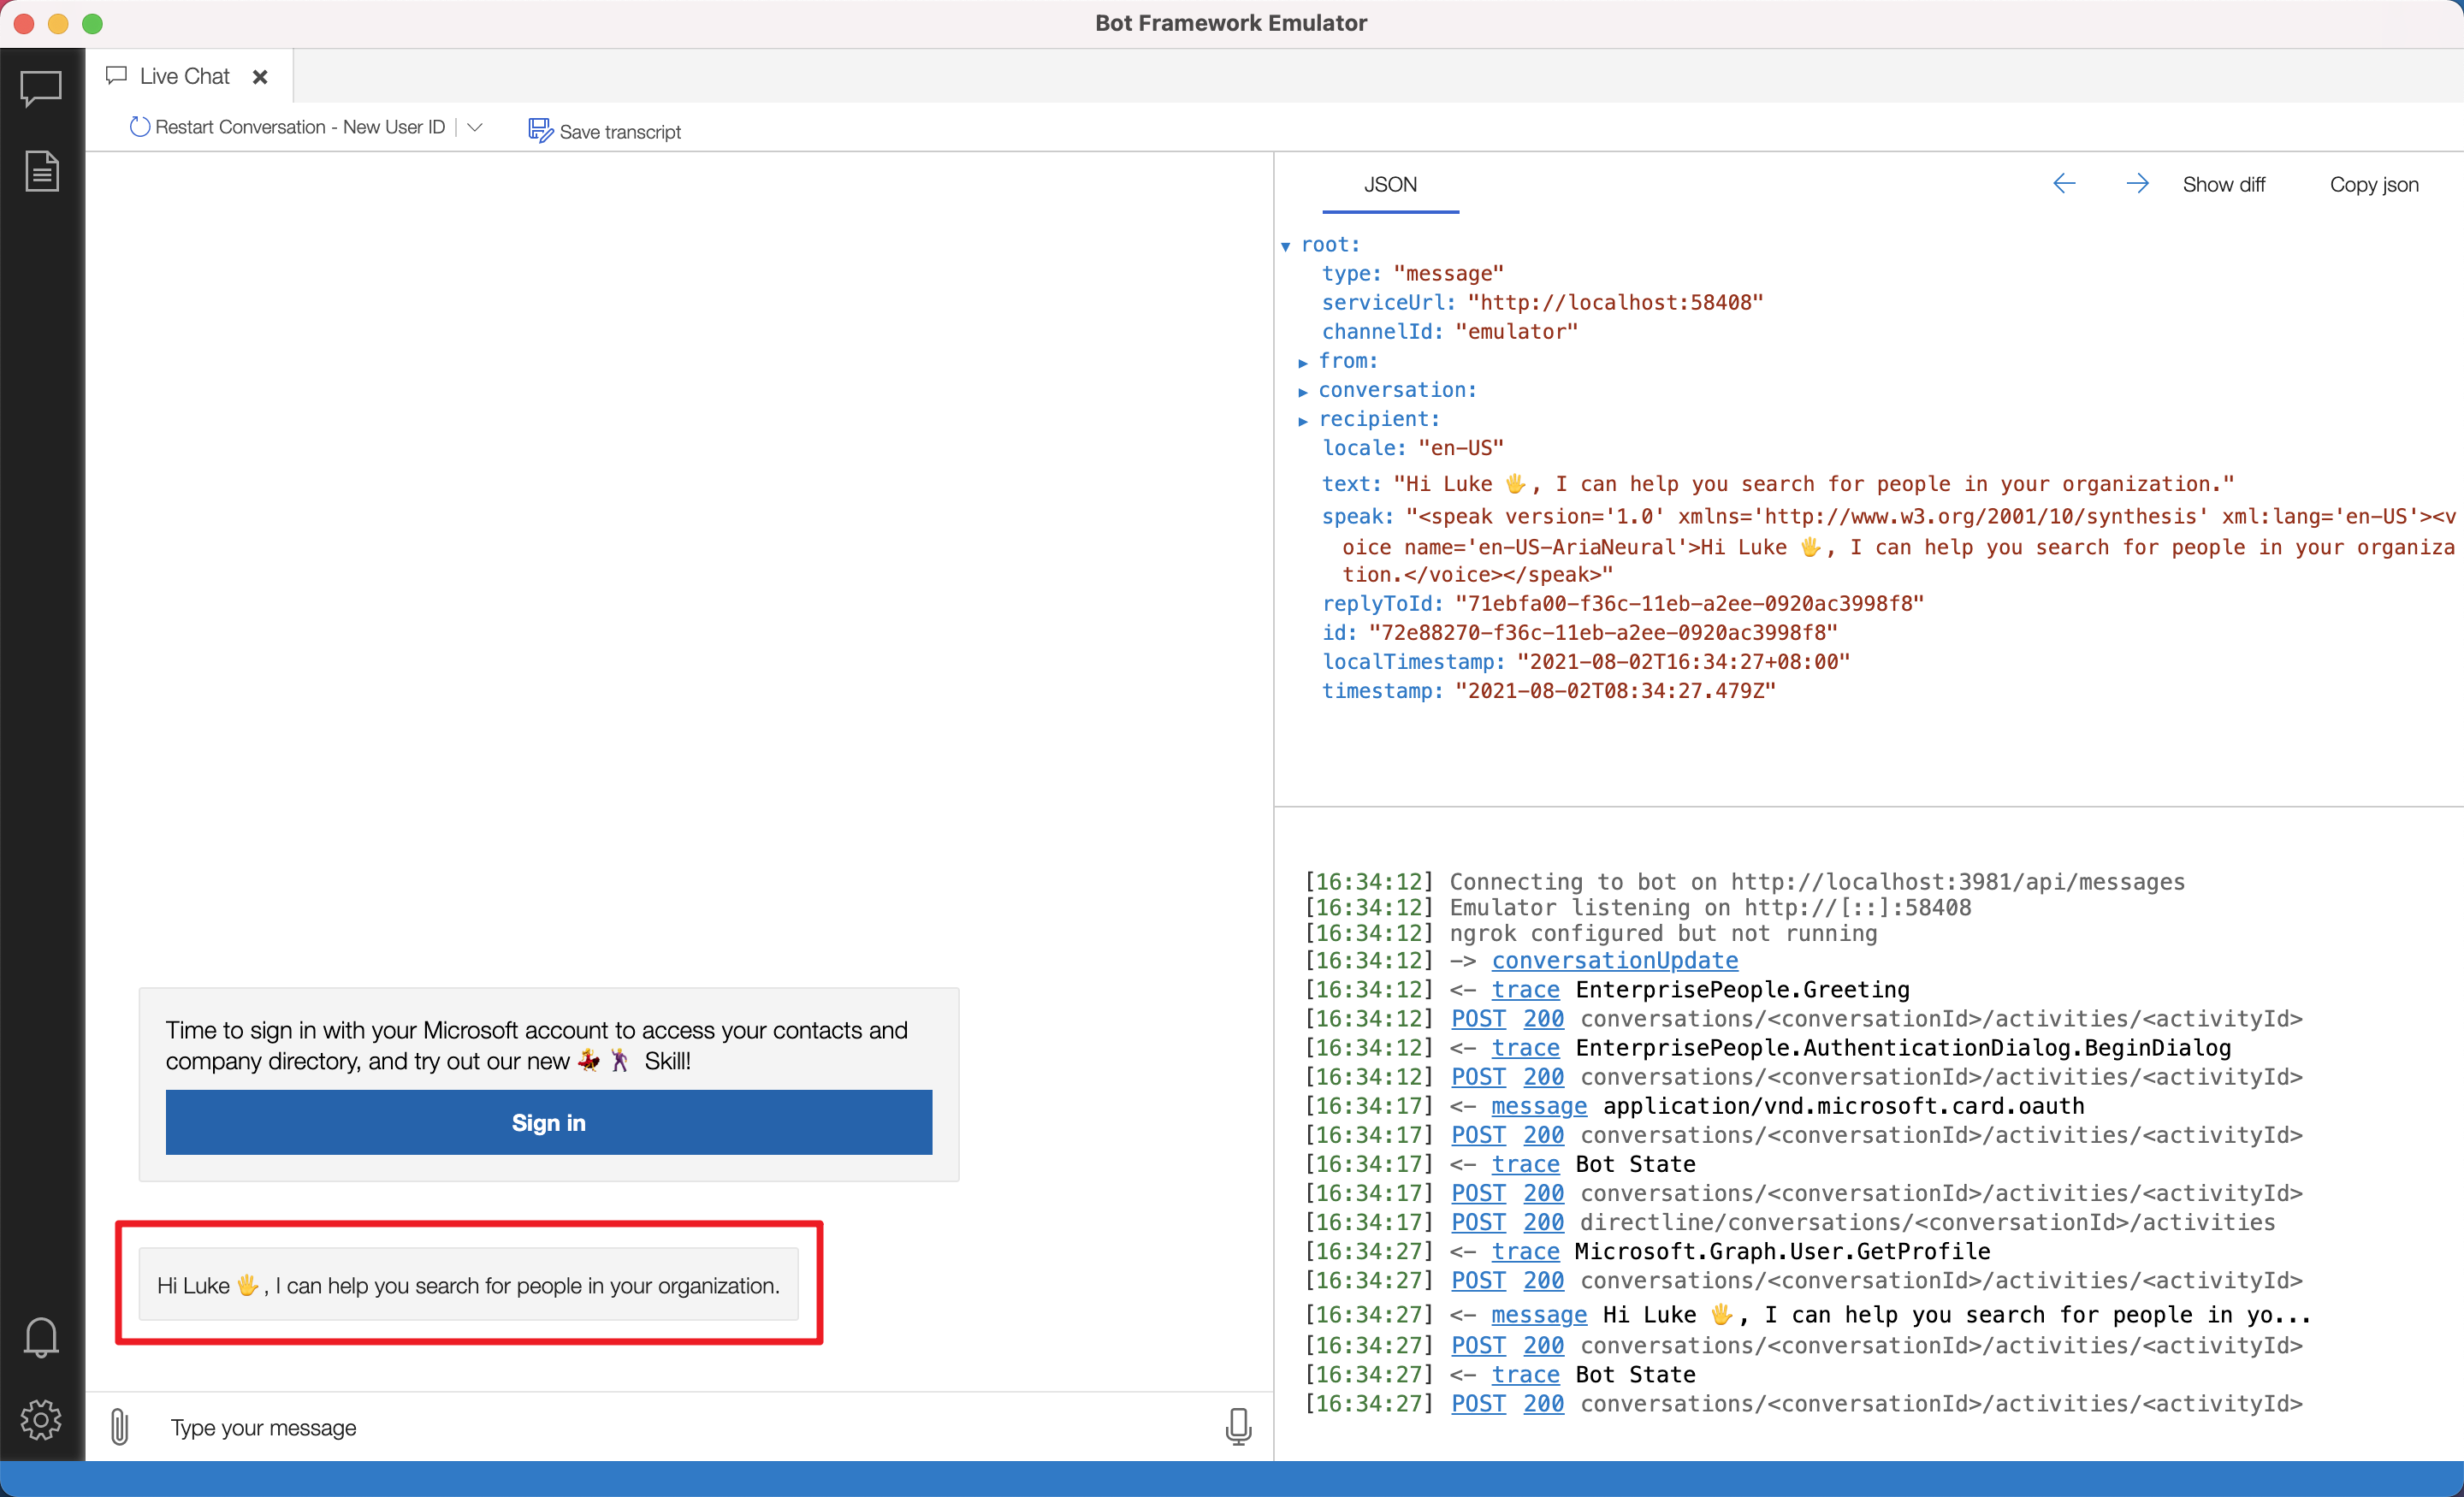 Bot Framework Emulator
Live Chat
Restart Conversation - New User ID
Save transcript
Time to sign in with your Microsoft account to access your contacts and
company directory, and try out our new 💃🕺 Skill!
Sign in
Hi Luke 🖐, I can help you search for people in your organization.
Type your message
JSON
Show diff
Copy json
root:
type: "message"
serviceUrl: "http://localhost:58408"
channelId: "emulator"
from:
conversation:
recipient:
locale: "en-US"
text: "Hi Luke 🖐, I can help you search for people in your organization."
speak: "<speak version='1.0' xmlns='http://www.w3.org/2001/10/synthesis' xml:lang='en-US'><v
oice name='en-US-AriaNeural'>Hi Luke 🖐, I can help you search for people in your organiza
tion.</voice></speak>"
replyToId: "71ebfa00-f36c-11eb-a2ee-0920ac3998f8"
id: "72e88270-f36c-11eb-a2ee-0920ac3998f8"
localTimestamp: "2021-08-02T16:34:27+08:00"
timestamp: "2021-08-02T08:34:27.479Z"
[16:34:12] Connecting to bot on http://localhost:3981/api/messages
[16:34:12] Emulator listening on http://[::]:58408
[16:34:12] ngrok configured but not running
[16:34:12] -> conversationUpdate
[16:34:12] <- trace EnterprisePeople.Greeting
[16:34:12] POST 200 conversations/<conversationId>/activities/<activityId>
[16:34:12] <- trace EnterprisePeople.AuthenticationDialog.BeginDialog
[16:34:12] POST 200 conversations/<conversationId>/activities/<activityId>
[16:34:17] <- message application/vnd.microsoft.card.oauth
[16:34:17] POST 200 conversations/<conversationId>/activities/<activityId>
[16:34:17] <- trace Bot State
[16:34:17] POST 200 conversations/<conversationId>/activities/<activityId>
[16:34:17] POST 200 directline/conversations/<conversationId>/activities
[16:34:27] <- trace Microsoft.Graph.User.GetProfile
[16:34:27] POST 200 conversations/<conversationId>/activities/<activityId>
[16:34:27] <- message Hi Luke 🖐, I can help you search for people in yo...
[16:34:27] POST 200 conversations/<conversationId>/activities/<activityId>
[16:34:27] <- trace Bot State
[16:34:27] POST 200 conversations/<conversationId>/activities/<activityId>